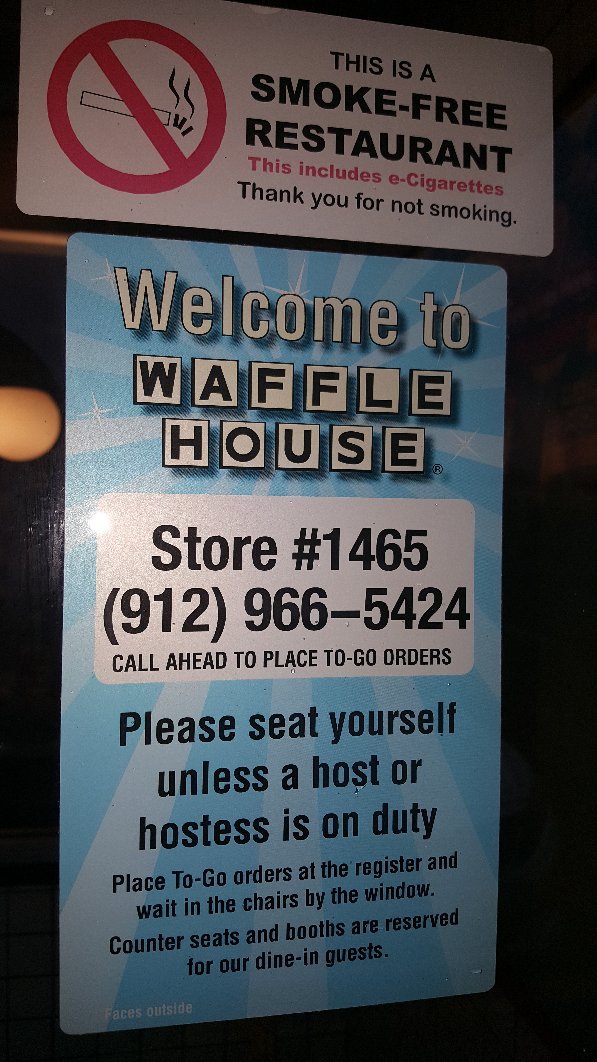 THIS IS A
SMOKE-FREE
RESTAURANT
This includes e-Cigarettes
Thank you for not smoking.
Welcome to
WAFFLE
HOUSE®
Store #1465
(912) 966–5424
CALL AHEAD TO PLACE TO-GO ORDERS
Please seat yourself
unless a host or
hostess is on duty
Place To-Go orders at the register and
wait in the chairs by the window.
Counter seats and booths are reserved
for our dine-in guests.
Faces outside